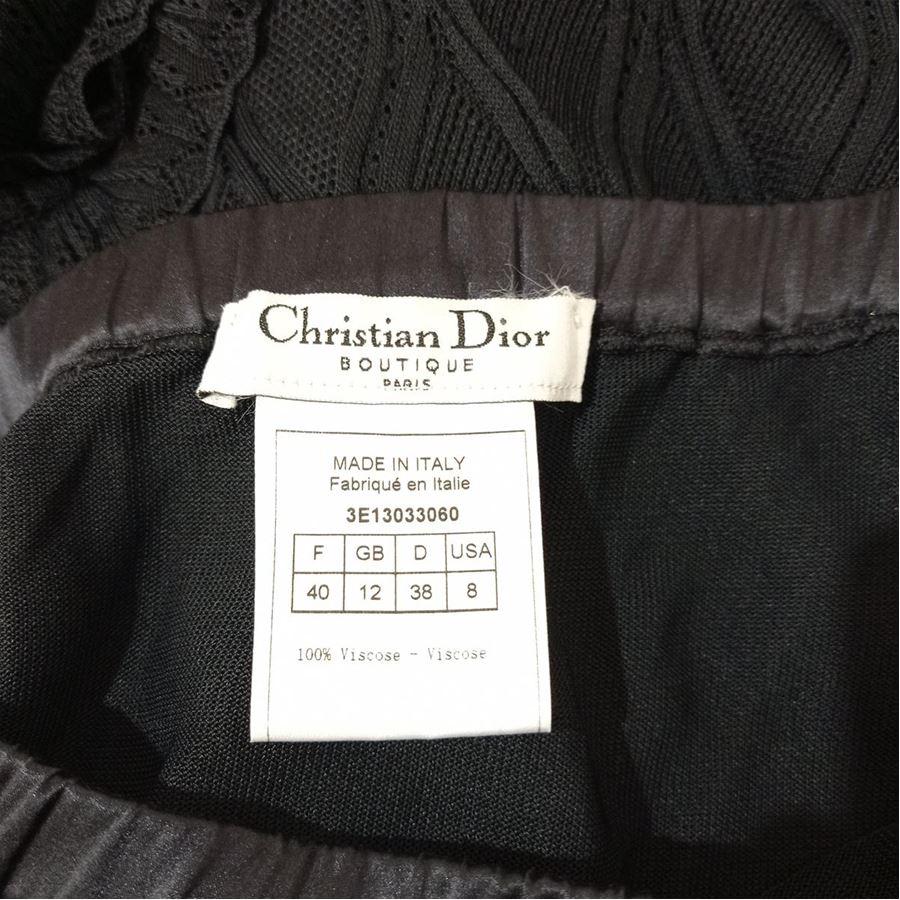 Christian Dior
BOUTIQUE
PARIS
MADE IN ITALY
Fabriqué en Italie
3E13033060
F GB D USA
40 12 38 8
100% Viscose - Viscose